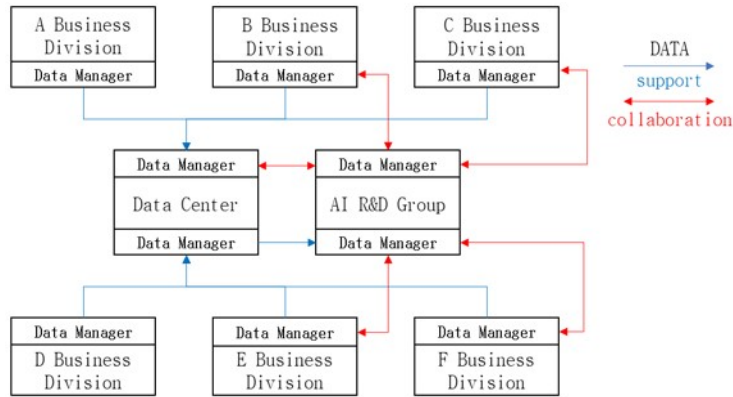 A Business
Division
Data Manager
B Business
Division
Data Manager
C Business
Division
Data Manager
DATA
support
collaboration
Data Manager
Data Center
Data Manager
Data Manager
AI R&D Group
Data Manager
Data Manager
D Business
Division
Data Manager
E Business
Division
Data Manager
F Business
Division